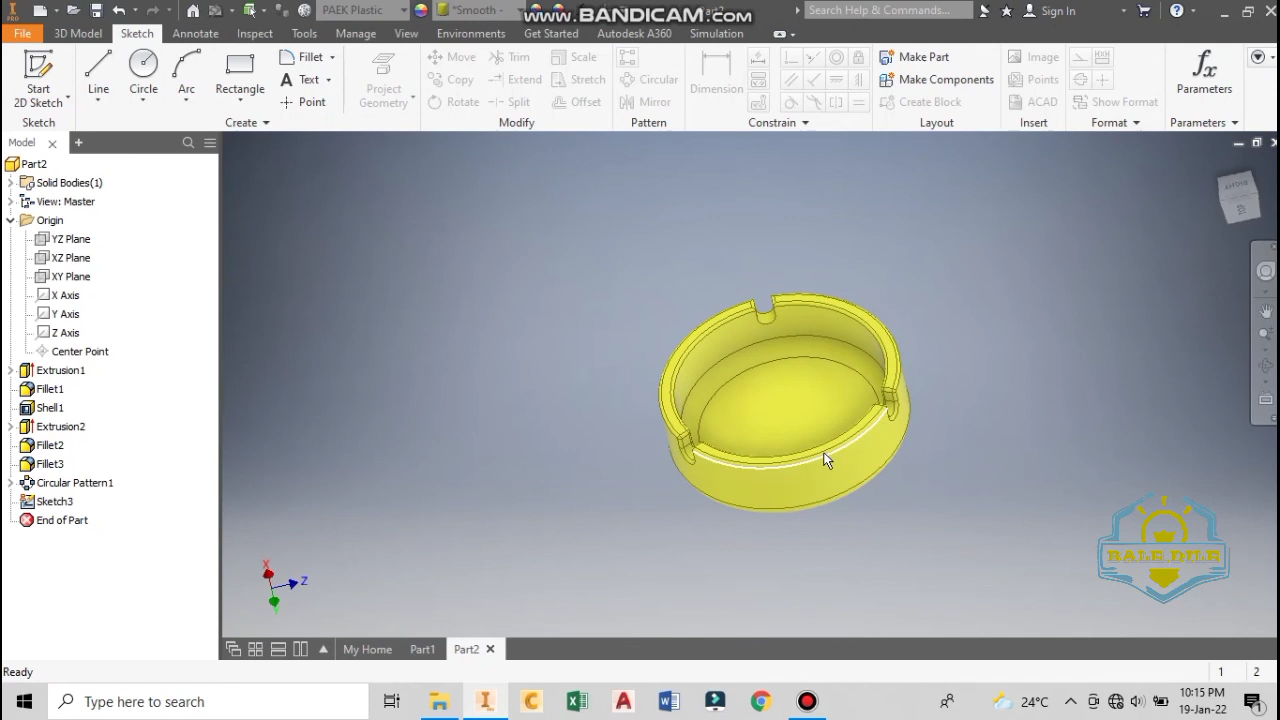 PRO
PAEK Plastic
"Smooth -
www.BANDICAM.com
Search Help & Commands...
Sign In
File
3D Model
Sketch
Annotate
Inspect
Tools
Manage
View
Environments
Get Started
Autodesk A360
Simulation
Start
2D Sketch
Line
Circle
Arc
Rectangle
Fillet
Text
Point
Project
Geometry
Move
Trim
Scale
Copy
Extend
Stretch
Rotate
Split
Offset
Circular
Mirror
Dimension
Make Part
Make Components
Create Block
Image
Points
ACAD
Show Format
Parameters
Sketch
Create
Modify
Pattern
Constrain
Layout
Insert
Format
Parameters
Model
Part2
Solid Bodies(1)
View: Master
Origin
YZ Plane
XZ Plane
XY Plane
X Axis
Y Axis
Z Axis
Center Point
Extrusion1
Fillet1
Shell1
Extrusion2
Fillet2
Fillet3
Circular Pattern1
Sketch3
End of Part
RIGHT
X
Z
Y
BALE.DILE
My Home
Part1
Part2
Ready
1
2
Type here to search
24°C
10:15 PM
19-Jan-22